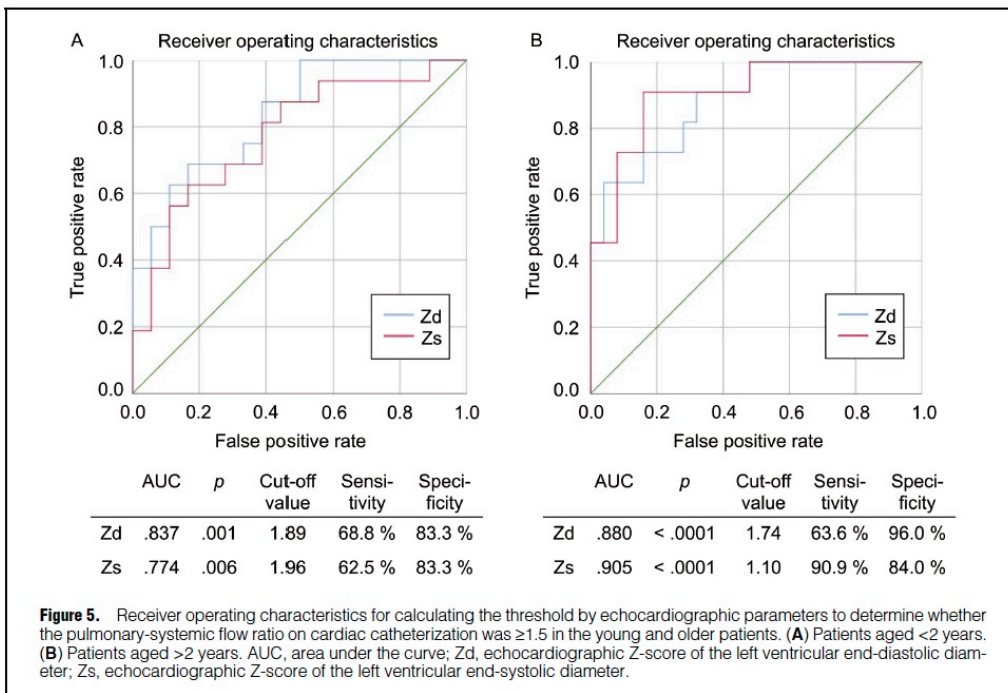 A
Receiver operating characteristics
1.0
0.8
0.6
0.4
0.2
0.0
True positive rate
Zd
Zs
0.0 0.2 0.4 0.6 0.8 1.0
False positive rate
AUC p Cut-off value Sensi-tivity Speci-ficity
Zd .837 .001 1.89 68.8 % 83.3 %
Zs .774 .006 1.96 62.5 % 83.3 %
B
Receiver operating characteristics
1.0
0.8
0.6
0.4
0.2
0.0
True positive rate
Zd
Zs
0.0 0.2 0.4 0.6 0.8 1.0
False positive rate
AUC p Cut-off value Sensi-tivity Speci-ficity
Zd .880 < .0001 1.74 63.6 % 96.0 %
Zs .905 < .0001 1.10 90.9 % 84.0 %
Figure 5. Receiver operating characteristics for calculating the threshold by echocardiographic parameters to determine whether
the pulmonary-systemic flow ratio on cardiac catheterization was ≥1.5 in the young and older patients. (A) Patients aged <2 years.
(B) Patients aged >2 years. AUC, area under the curve; Zd, echocardiographic Z-score of the left ventricular end-diastolic diam-
eter; Zs, echocardiographic Z-score of the left ventricular end-systolic diameter.